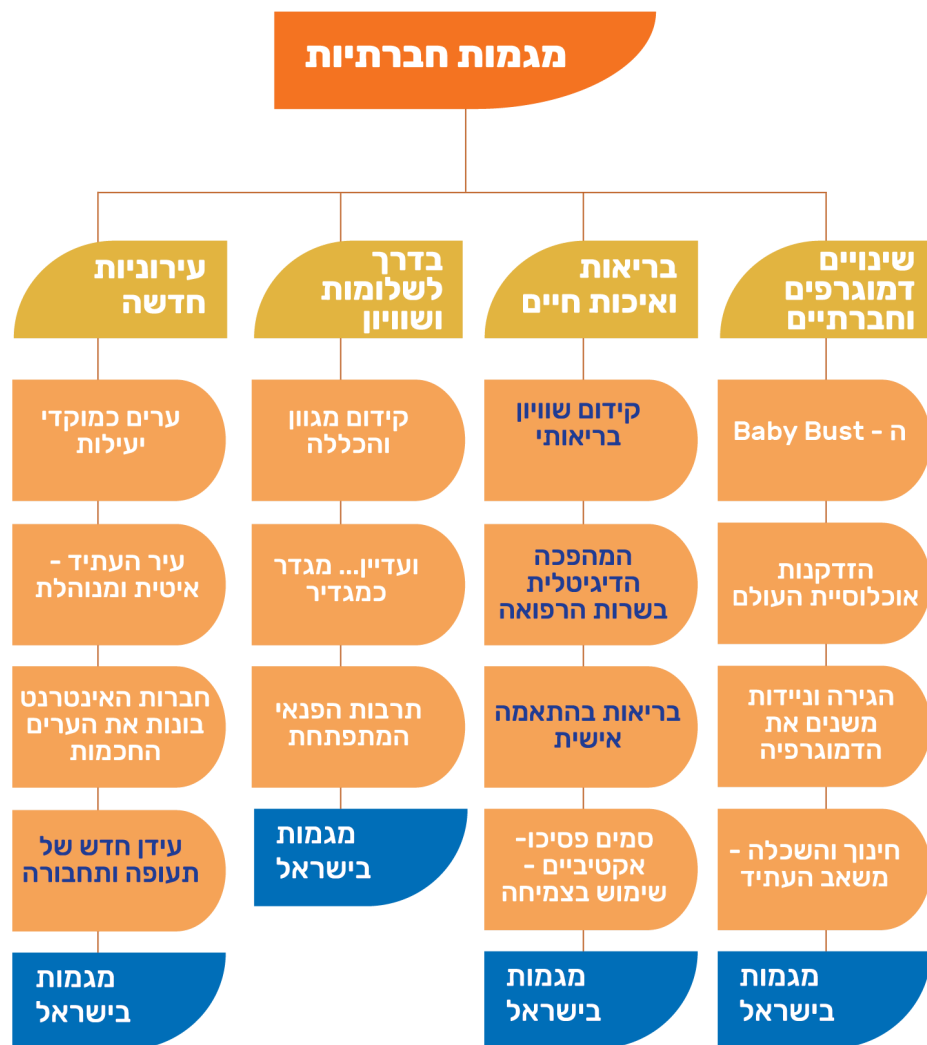 מגמות חברתיות
שינויים
דמוגרפים
וחברתיים
ה - Baby Bust
הזדקנות
אוכלוסיית העולם
הגירה וניידות
משנים את
הדמוגרפיה
חינוך והשכלה -
משאב העתיד
מגמות
בישראל
בריאות
ואיכות חיים
קידום שוויון
בריאותי
המהפכה
הדיגיטלית
בשרות הרפואה
בריאות בהתאמה
אישית
סמים פסיכו-
אקטיביים -
שימוש בצמיחה
מגמות
בישראל
בדרך
לשלומות
ושוויון
קידום מגוון
והכללה
ועדיין... מגדר
כמגדיר
תרבות הפנאי
המתפתחת
מגמות
בישראל
עירוניות
חדשה
ערים כמוקדי
יעילות
עיר העתיד -
איטית ומנוהלת
חברות האינטרנט
בונות את הערים
החכמות
עידן חדש של
תעופה ותחבורה
מגמות
בישראל